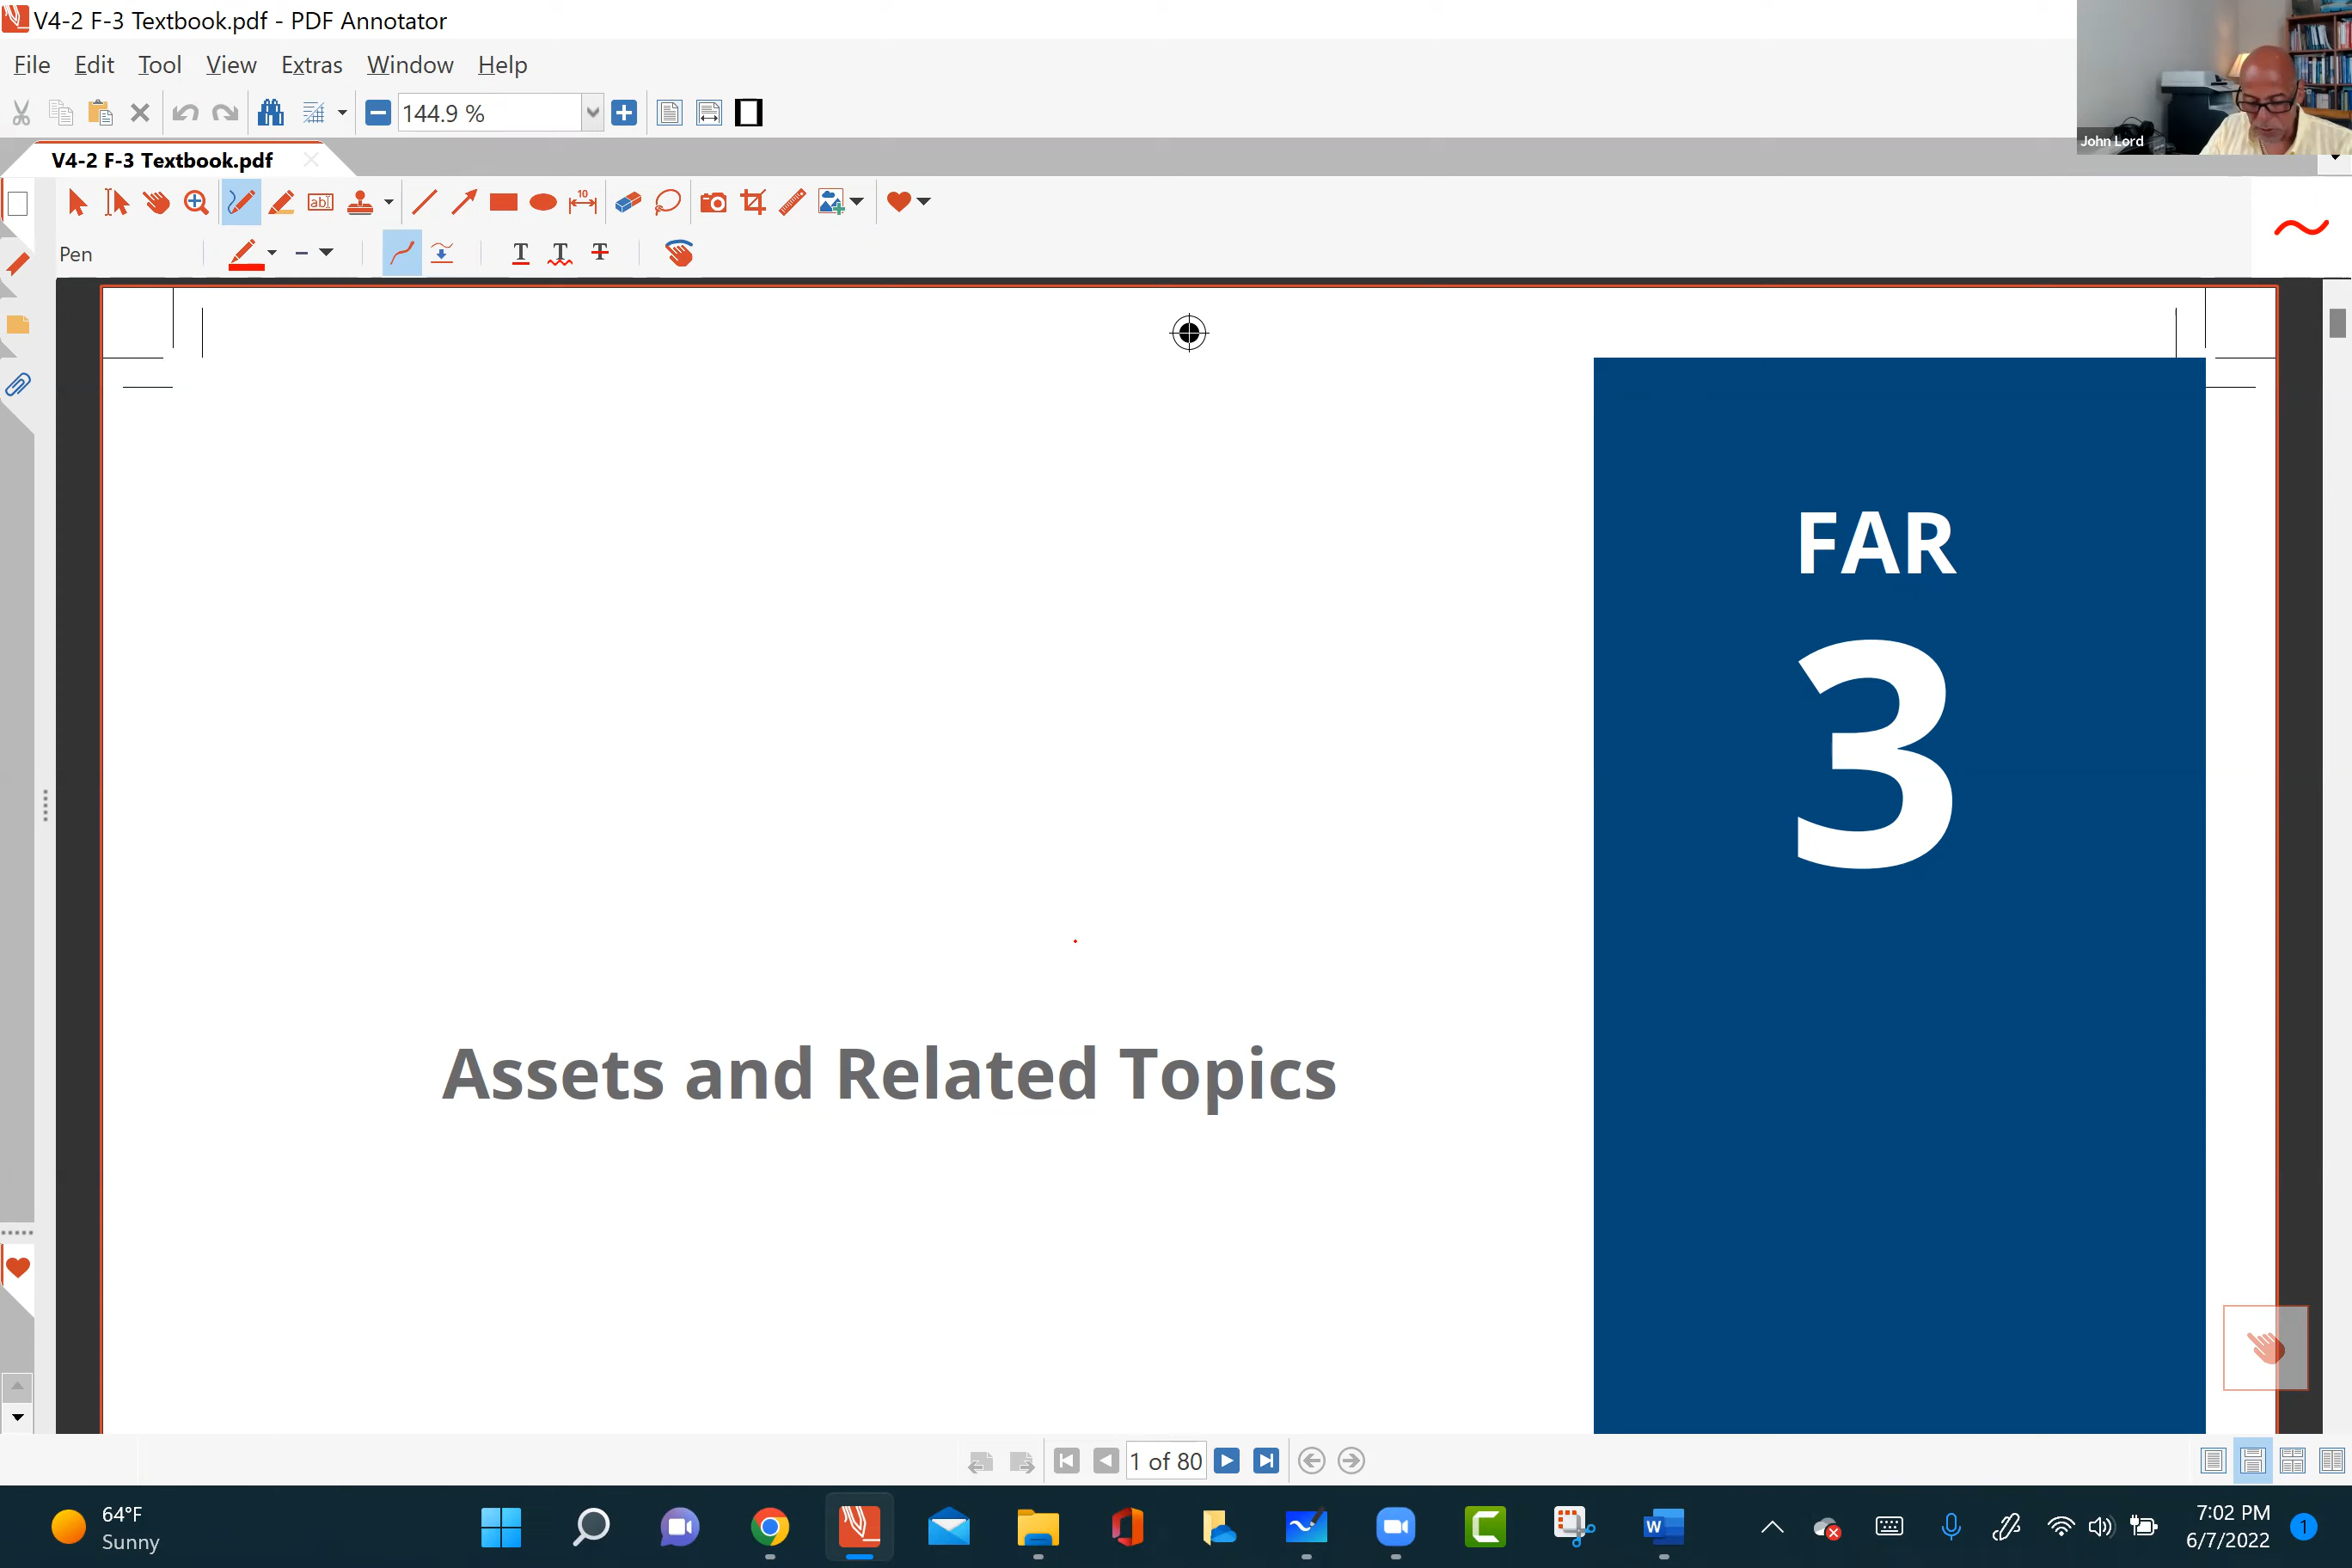 V4-2 F-3 Textbook.pdf - PDF Annotator
File Edit Tool View Extras Window Help
144.9 %
John Lord
V4-2 F-3 Textbook.pdf
abI
10
Pen
T T T
FAR
3
Assets and Related Topics
1 of 80
64°F
Sunny
W
7:02 PM
6/7/2022
1